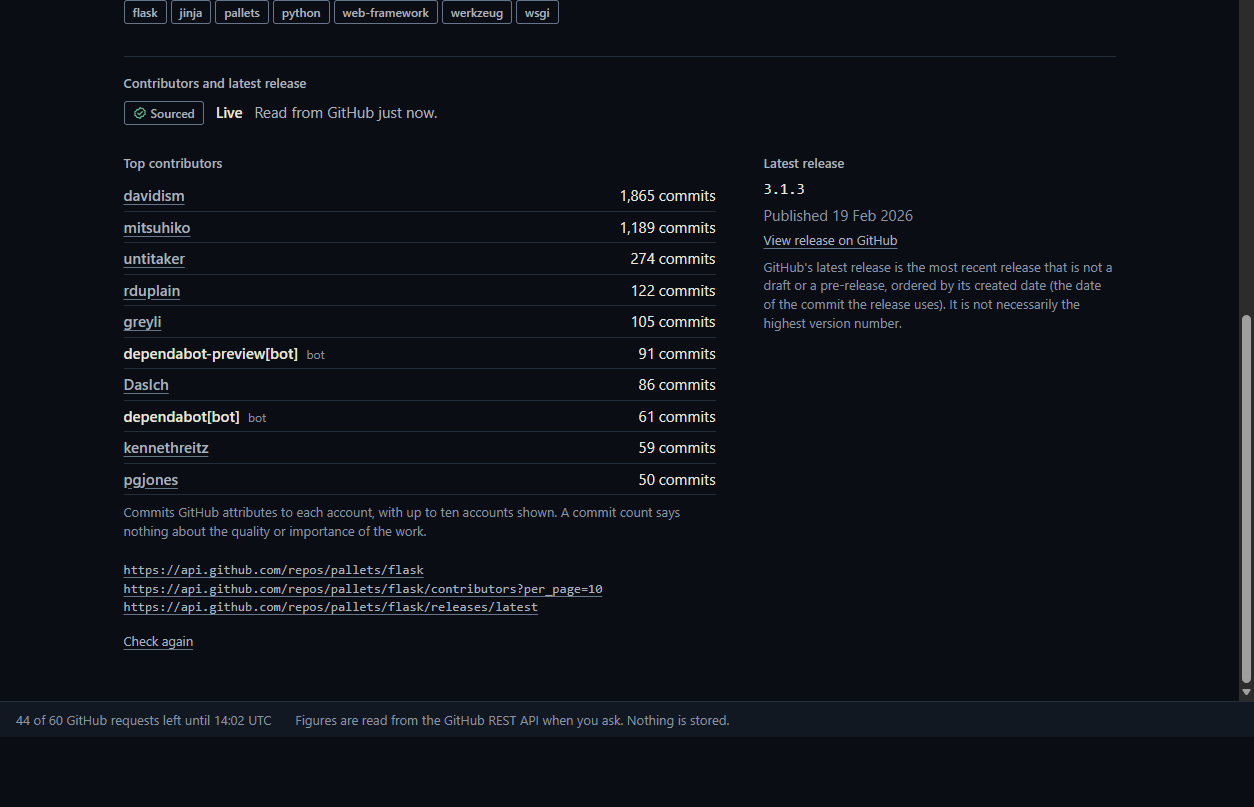 flask jinja pallets python web-framework werkzeug wsgi
Contributors and latest release
Sourced Live Read from GitHub just now.
Top contributors
davidism 1,865 commits
mitsuhiko 1,189 commits
untitaker 274 commits
rduplain 122 commits
greyli 105 commits
dependabot-preview[bot] bot 91 commits
DasIch 86 commits
dependabot[bot] bot 61 commits
kennethreitz 59 commits
pgjones 50 commits
Commits GitHub attributes to each account, with up to ten accounts shown. A commit count says
nothing about the quality or importance of the work.
Latest release
3.1.3
Published 19 Feb 2026
View release on GitHub
GitHub's latest release is the most recent release that is not a
draft or a pre-release, ordered by its created date (the date
of the commit the release uses). It is not necessarily the
highest version number.
https://api.github.com/repos/pallets/flask
https://api.github.com/repos/pallets/flask/contributors?per_page=10
https://api.github.com/repos/pallets/flask/releases/latest
Check again
44 of 60 GitHub requests left until 14:02 UTC Figures are read from the GitHub REST API when you ask. Nothing is stored.